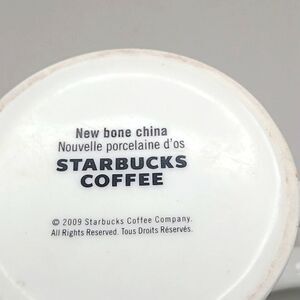 New bone china
Nouvelle porcelaine d'os
STARBUCKS
COFFEE
© 2009 Starbucks Coffee Company.
All Rights Reserved. Tous Droits Réservés.